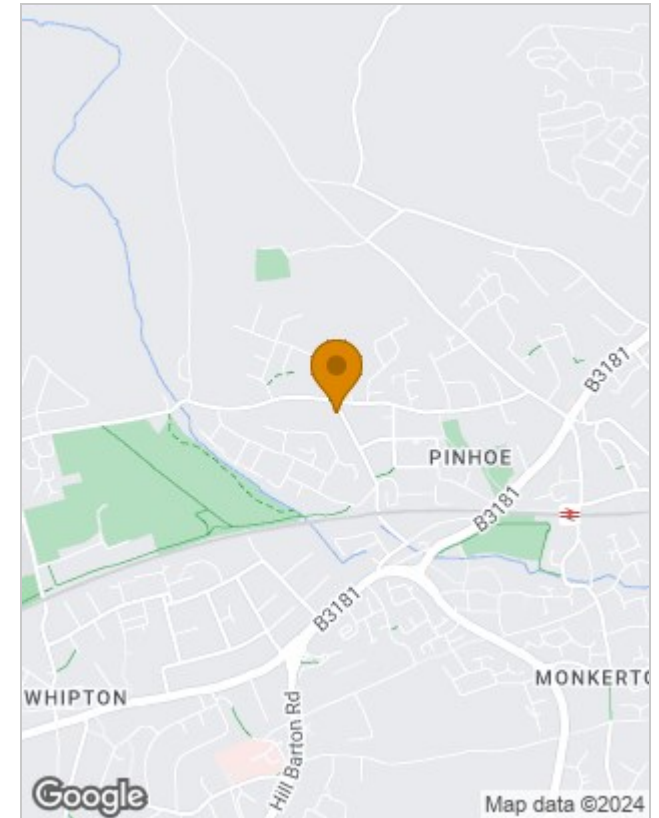 B3181
PINHOE
B3181
B3181
MONKERTO
WHIPTON
Hill Barton Rd
Google
Map data ©2024